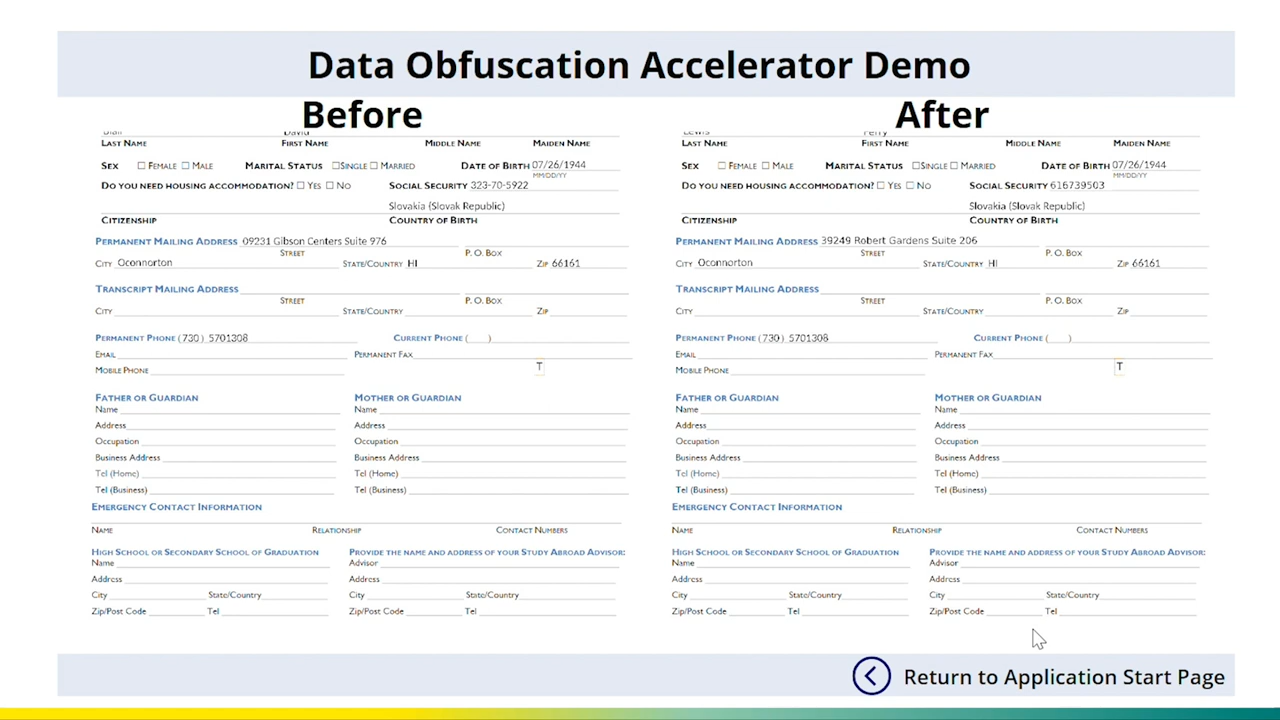 Data Obfuscation Accelerator Demo
Before
Blair David
LAST NAME FIRST NAME MIDDLE NAME MAIDEN NAME
SEX FEMALE MALE MARITAL STATUS SINGLE MARRIED DATE OF BIRTH 07/26/1944
MM/DD/YY
DO YOU NEED HOUSING ACCOMMODATION? YES NO SOCIAL SECURITY 323-70-5922
Slovakia (Slovak Republic)
CITIZENSHIP COUNTRY OF BIRTH
PERMANENT MAILING ADDRESS 09231 Gibson Centers Suite 976
STREET P. O. BOX
CITY Oconnorton STATE/COUNTRY HI ZIP 66161
TRANSCRIPT MAILING ADDRESS
STREET P. O. BOX
CITY STATE/COUNTRY ZIP
PERMANENT PHONE (730) 5701308 CURRENT PHONE ( )
EMAIL PERMANENT FAX
MOBILE PHONE T
FATHER OR GUARDIAN MOTHER OR GUARDIAN
Name Name
Address Address
Occupation Occupation
Business Address Business Address
Tel (Home) Tel (Home)
Tel (Business) Tel (Business)
EMERGENCY CONTACT INFORMATION
NAME RELATIONSHIP CONTACT NUMBERS
HIGH SCHOOL OR SECONDARY SCHOOL OF GRADUATION PROVIDE THE NAME AND ADDRESS OF YOUR STUDY ABROAD ADVISOR:
Name Advisor
Address Address
City State/Country City State/Country
Zip/Post Code Tel Zip/Post Code Tel
After
Lewis Perry
LAST NAME FIRST NAME MIDDLE NAME MAIDEN NAME
SEX FEMALE MALE MARITAL STATUS SINGLE MARRIED DATE OF BIRTH 07/26/1944
MM/DD/YY
DO YOU NEED HOUSING ACCOMMODATION? YES NO SOCIAL SECURITY 616739503
Slovakia (Slovak Republic)
CITIZENSHIP COUNTRY OF BIRTH
PERMANENT MAILING ADDRESS 39249 Robert Gardens Suite 206
STREET P. O. BOX
CITY Oconnorton STATE/COUNTRY HI ZIP 66161
TRANSCRIPT MAILING ADDRESS
STREET P. O. BOX
CITY STATE/COUNTRY ZIP
PERMANENT PHONE (730) 5701308 CURRENT PHONE ( )
EMAIL PERMANENT FAX
MOBILE PHONE T
FATHER OR GUARDIAN MOTHER OR GUARDIAN
Name Name
Address Address
Occupation Occupation
Business Address Business Address
Tel (Home) Tel (Home)
Tel (Business) Tel (Business)
EMERGENCY CONTACT INFORMATION
NAME RELATIONSHIP CONTACT NUMBERS
HIGH SCHOOL OR SECONDARY SCHOOL OF GRADUATION PROVIDE THE NAME AND ADDRESS OF YOUR STUDY ABROAD ADVISOR:
Name Advisor
Address Address
City State/Country City State/Country
Zip/Post Code Tel Zip/Post Code Tel
Return to Application Start Page